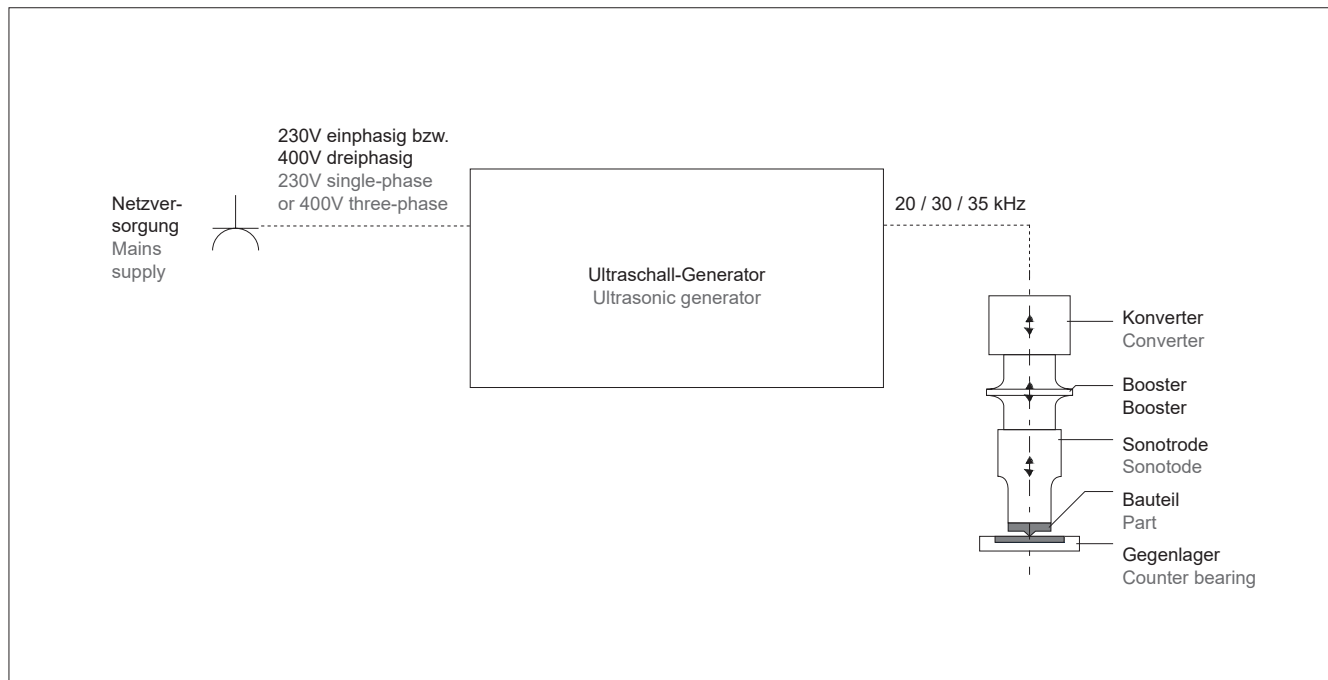 230V einphasig bzw.
400V dreiphasig
230V single-phase
or 400V three-phase
Netzver-
sorgung
Mains
supply
20 / 30 / 35 kHz
Ultraschall-Generator
Ultrasonic generator
Konverter
Converter
Booster
Booster
Sonotrode
Sonotode
Bauteil
Part
Gegenlager
Counter bearing